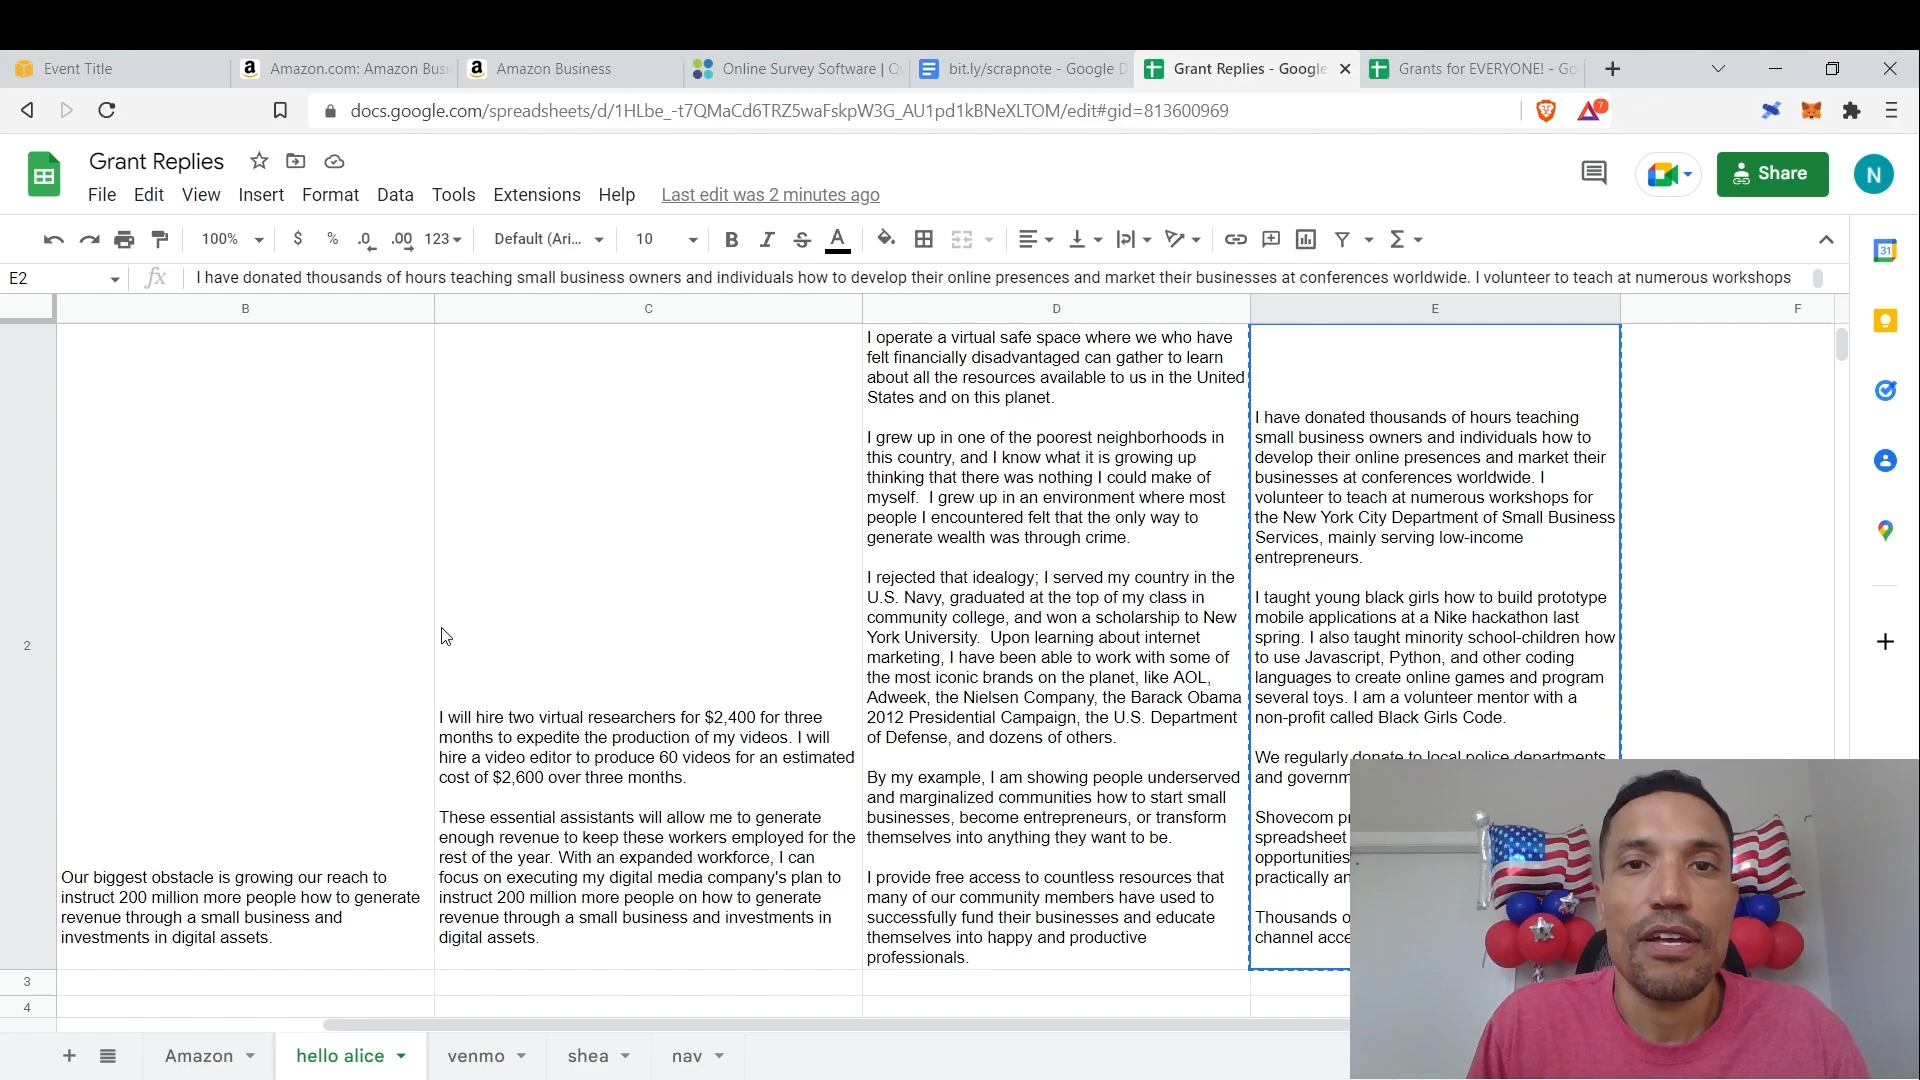 Event Title
Amazon.com: Amazon Bus
Amazon Business
Online Survey Software | Q
bit.ly/scrapnote - Google D
Grant Replies - Google
Grants for EVERYONE! - Go
docs.google.com/spreadsheets/d/1HLbe_-t7QMaCd6TRZ5waFskpW3G_AU1pd1kBNeXLTOM/edit#gid=813600969
7
Grant Replies
File Edit View Insert Format Data Tools Extensions Help Last edit was 2 minutes ago
Share
N
100% $ % .0 .00 123 Default (Ari... 10 B I S A
31
E2 fx I have donated thousands of hours teaching small business owners and individuals how to develop their online presences and market their businesses at conferences worldwide. I volunteer to teach at numerous workshops
B C D E F
2
Our biggest obstacle is growing our reach to
instruct 200 million more people how to generate
revenue through a small business and
investments in digital assets.
I will hire two virtual researchers for $2,400 for three
months to expedite the production of my videos. I will
hire a video editor to produce 60 videos for an estimated
cost of $2,600 over three months.
These essential assistants will allow me to generate
enough revenue to keep these workers employed for the
rest of the year. With an expanded workforce, I can
focus on executing my digital media company's plan to
instruct 200 million more people on how to generate
revenue through a small business and investments in
digital assets.
I operate a virtual safe space where we who have
felt financially disadvantaged can gather to learn
about all the resources available to us in the United
States and on this planet.
I grew up in one of the poorest neighborhoods in
this country, and I know what it is growing up
thinking that there was nothing I could make of
myself. I grew up in an environment where most
people I encountered felt that the only way to
generate wealth was through crime.
I rejected that idealogy; I served my country in the
U.S. Navy, graduated at the top of my class in
community college, and won a scholarship to New
York University. Upon learning about internet
marketing, I have been able to work with some of
the most iconic brands on the planet, like AOL,
Adweek, the Nielsen Company, the Barack Obama
2012 Presidential Campaign, the U.S. Department
of Defense, and dozens of others.
By my example, I am showing people underserved
and marginalized communities how to start small
businesses, become entrepreneurs, or transform
themselves into anything they want to be.
I provide free access to countless resources that
many of our community members have used to
successfully fund their businesses and educate
themselves into happy and productive
professionals.
I have donated thousands of hours teaching
small business owners and individuals how to
develop their online presences and market their
businesses at conferences worldwide. I
volunteer to teach at numerous workshops for
the New York City Department of Small Business
Services, mainly serving low-income
entrepreneurs.
I taught young black girls how to build prototype
mobile applications at a Nike hackathon last
spring. I also taught minority school-children how
to use Javascript, Python, and other coding
languages to create online games and program
several toys. I am a volunteer mentor with a
non-profit called Black Girls Code.
We regularly donate to local police departments
and governm
Shovecom pr
spreadsheet
opportunities
practically an
Thousands o
channel acce
3
4
Amazon hello alice venmo shea nav